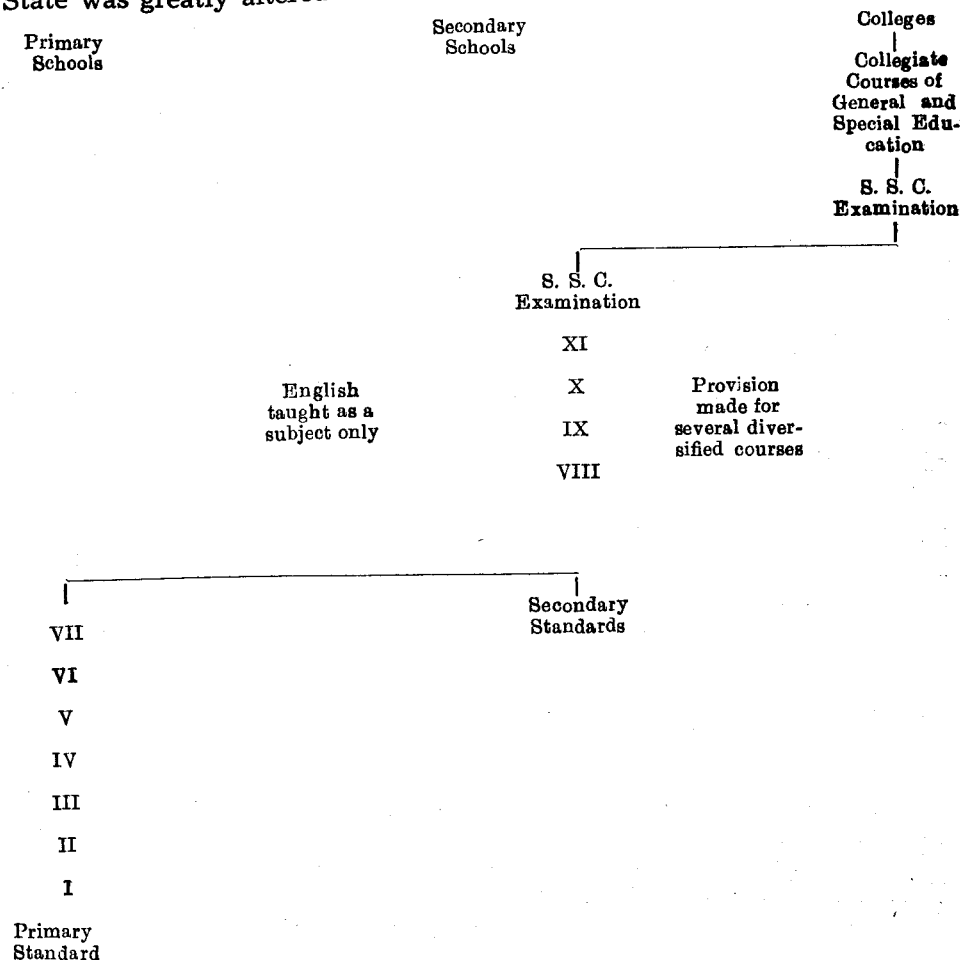 State was greatly altered
Primary
Schools
Secondary
Schools
Colleges
Collegiate
Courses of
General and
Special Edu-
cation
S. S. C.
Examination
S. S. C.
Examination
XI
X
IX
VIII
English
taught as a
subject only
Provision
made for
several diver-
sified courses
Secondary
Standards
VII
VI
V
IV
III
II
I
Primary
Standard